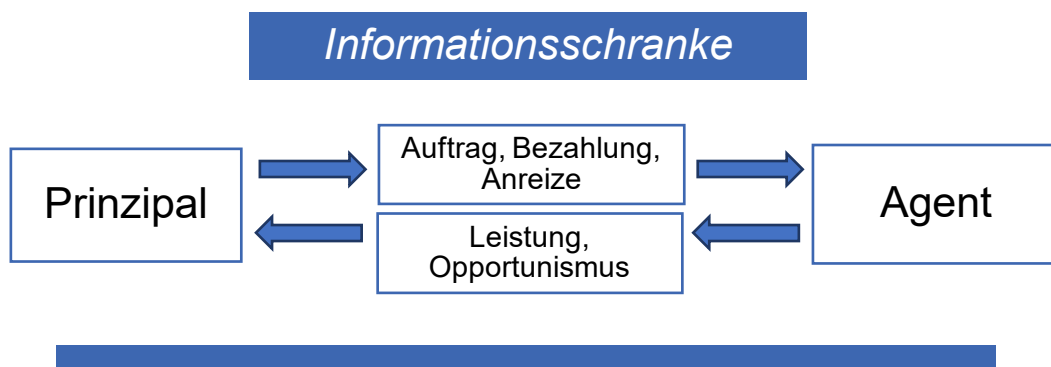 Informationsschranke
Prinzipal
Auftrag, Bezahlung,
Anreize
Leistung,
Opportunismus
Agent